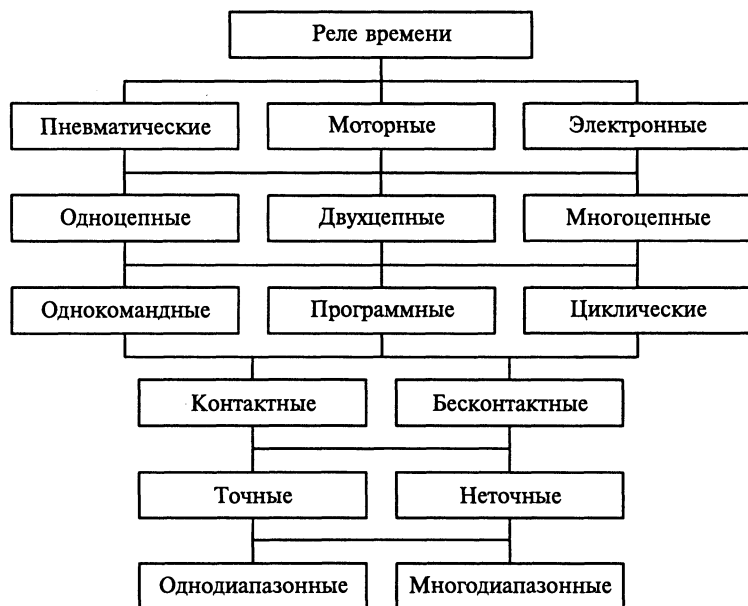 Реле времени
Пневматические
Моторные
Электронные
Одноцепные
Двухцепные
Многоцепные
Однокомандные
Программные
Циклические
Контактные
Бесконтактные
Точные
Неточные
Однодиапазонные
Многодиапазонные